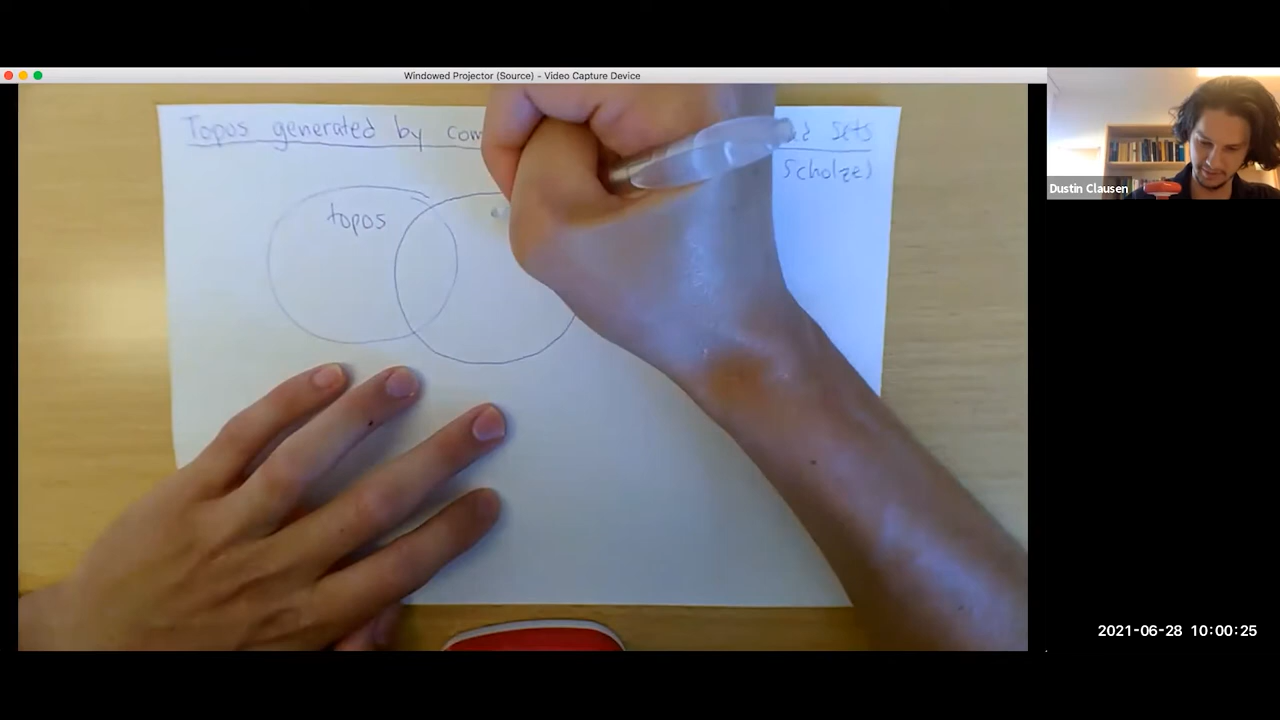 Windowed Projector (Source) - Video Capture Device
Topos generated by com sets
Scholze)
topos
Dustin Clausen
2021-06-28 10:00:25